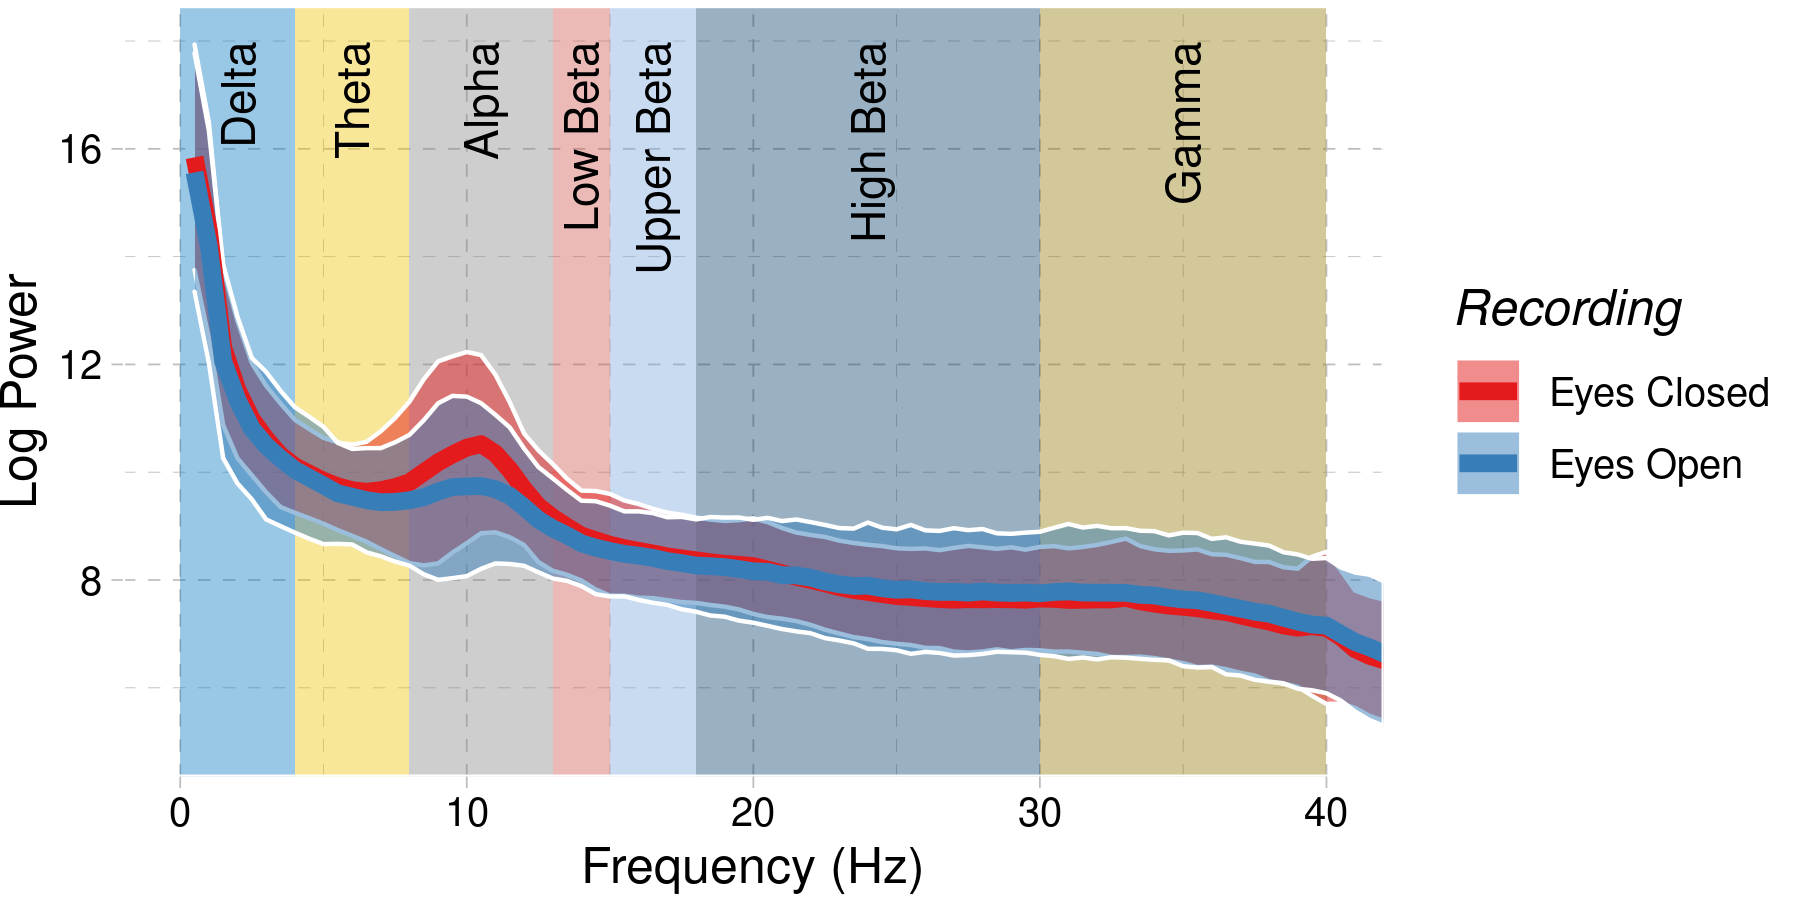 Delta
Theta
Alpha
Low Beta
Upper Beta
High Beta
Gamma
16
12
8
Log Power
0 10 20 30 40
Frequency (Hz)
Recording
Eyes Closed
Eyes Open